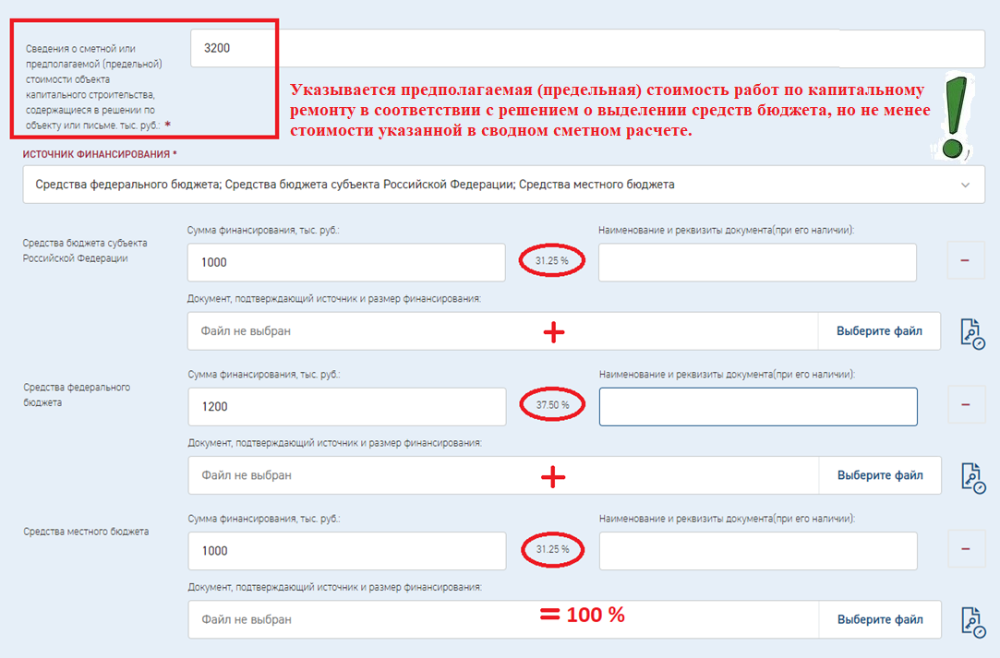 Сведения о сметной или
предполагаемой (предельной)
стоимости объекта
капитального строительства,
содержащиеся в решении по
объекту или письме. тыс. руб.: *
3200
Указывается предполагаемая (предельная) стоимость работ по капитальному
ремонту в соответствии с решением о выделении средств бюджета, но не менее
стоимости указанной в сводном сметном расчете.
ИСТОЧНИК ФИНАНСИРОВАНИЯ *
Средства федерального бюджета; Средства бюджета субъекта Российской Федерации; Средства местного бюджета
Средства бюджета субъекта
Российской Федерации
Сумма финансирования, тыс. руб.:
Наименование и реквизиты документа(при его наличии):
1000
31.25 %
Документ, подтверждающий источник и размер финансирования:
Файл не выбран
+
Выберите файл
Средства федерального
бюджета
Сумма финансирования, тыс. руб.:
Наименование и реквизиты документа(при его наличии):
1200
37.50 %
Документ, подтверждающий источник и размер финансирования:
Файл не выбран
+
Выберите файл
Средства местного бюджета
Сумма финансирования, тыс. руб.:
Наименование и реквизиты документа(при его наличии):
1000
31.25 %
Документ, подтверждающий источник и размер финансирования:
Файл не выбран
= 100 %
Выберите файл